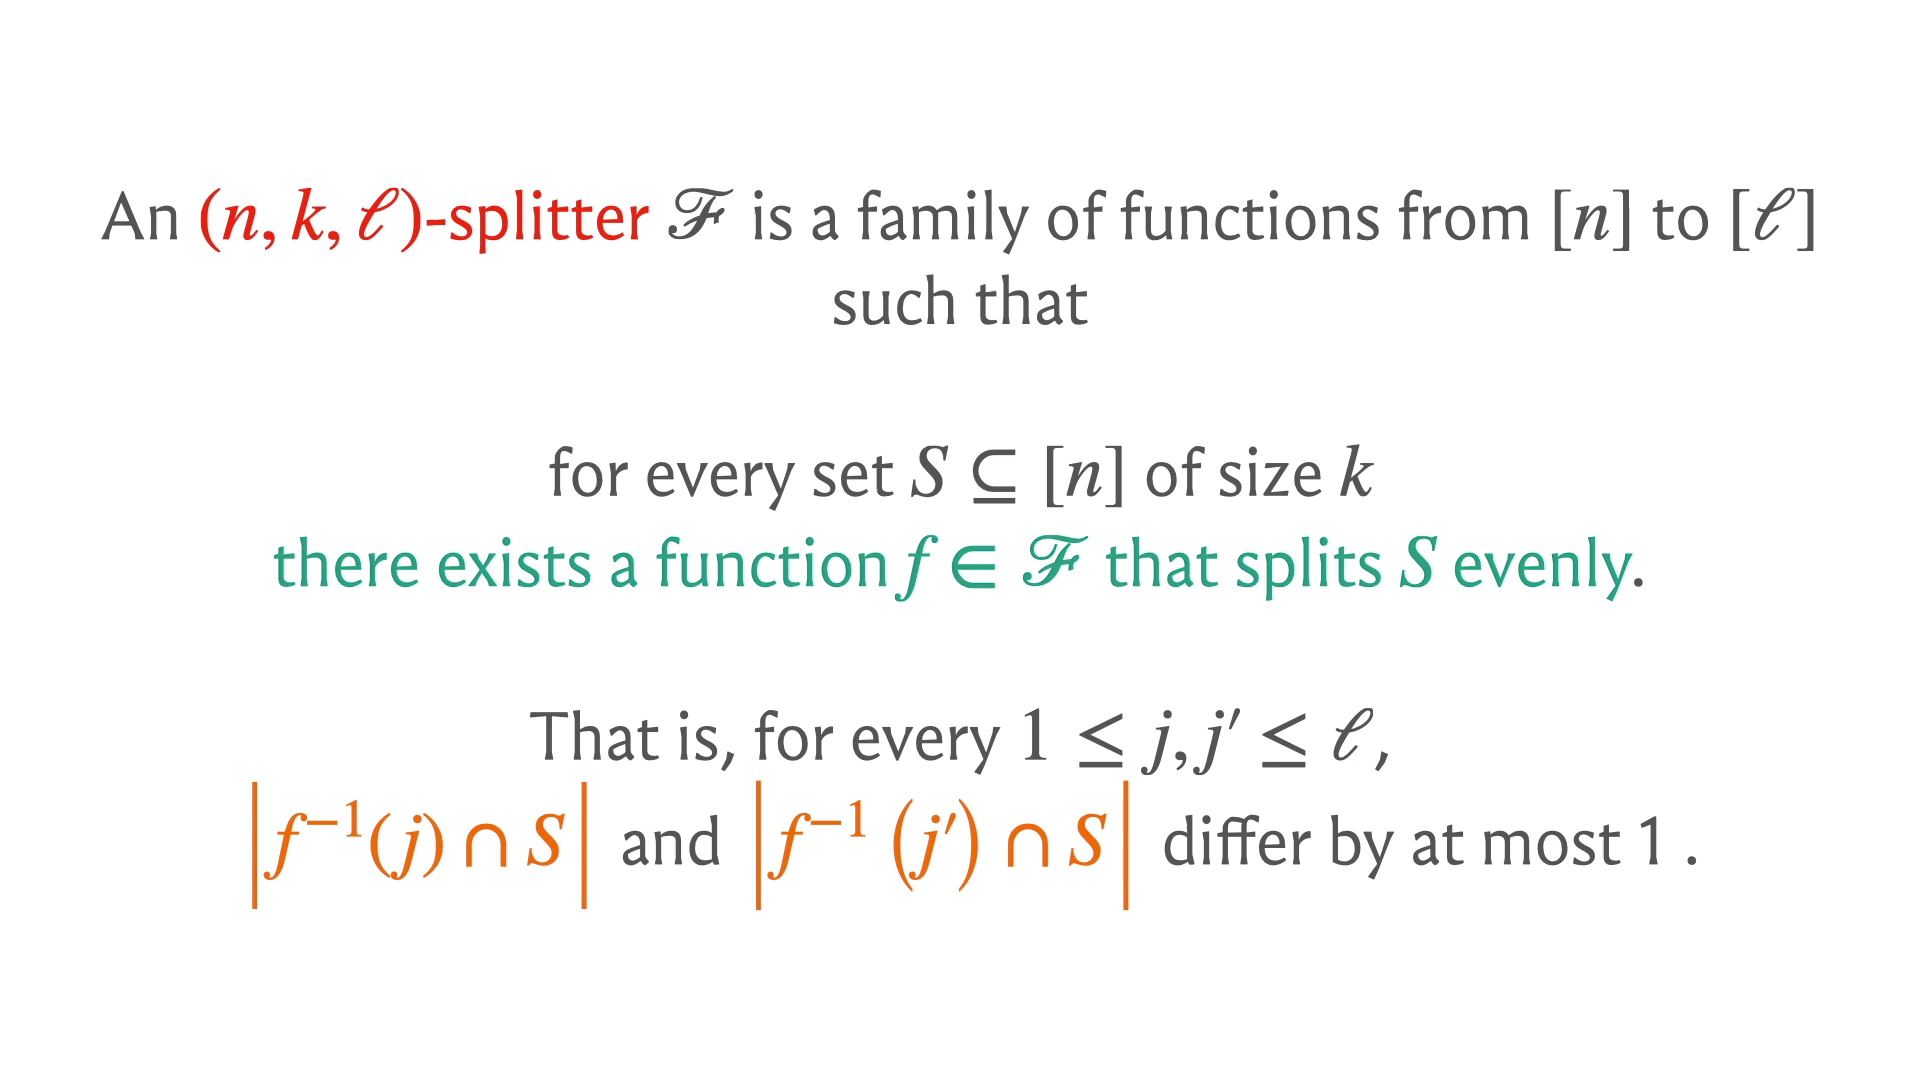 An (n, k, ℓ)-splitter ℱ is a family of functions from [n] to [ℓ]
such that
for every set S ⊆ [n] of size k
there exists a function f ∈ ℱ that splits S evenly.
That is, for every 1 ≤ j, j′ ≤ ℓ,
|f⁻¹(j) ∩ S| and |f⁻¹(j′) ∩ S| differ by at most 1 .